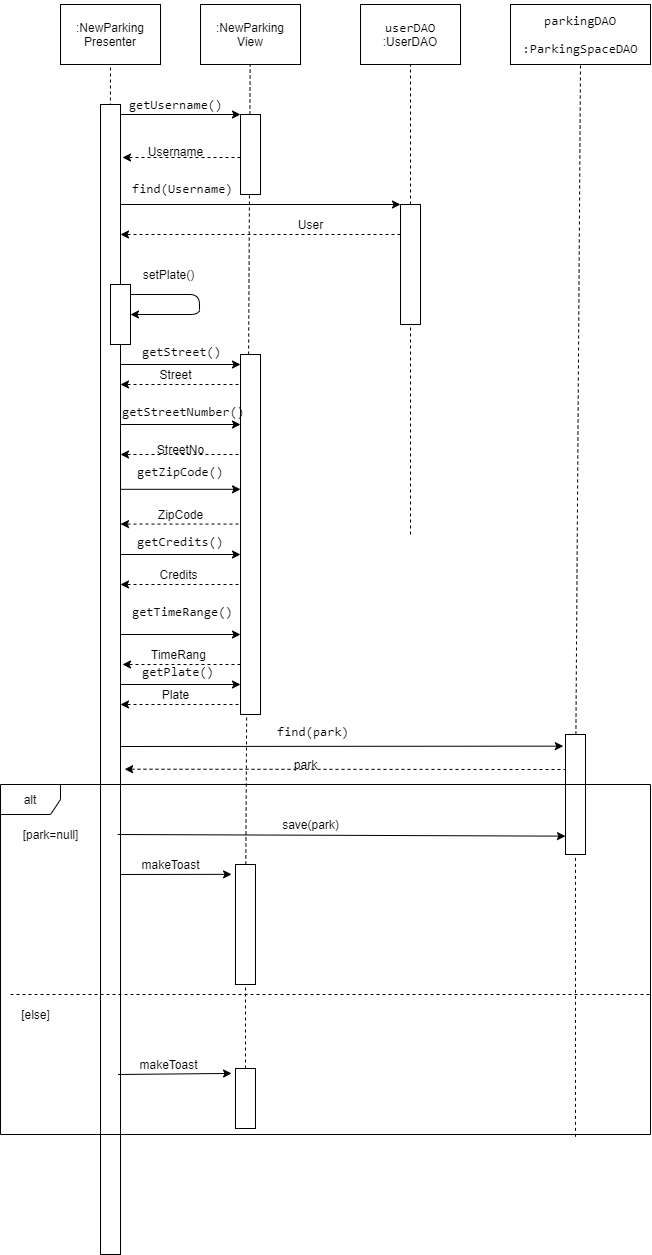 :NewParking
Presenter
:NewParking
View
userDAO
:UserDAO
parkingDAO
:ParkingSpaceDAO
getUsername()
Username
find(Username)
User
setPlate()
getStreet()
Street
getStreetNumber()
StreetNo
getZipCode()
ZipCode
getCredits()
Credits
getTimeRange()
TimeRang
getPlate()
Plate
find(park)
park
alt
[park=null]
save(park)
makeToast
[else]
makeToast